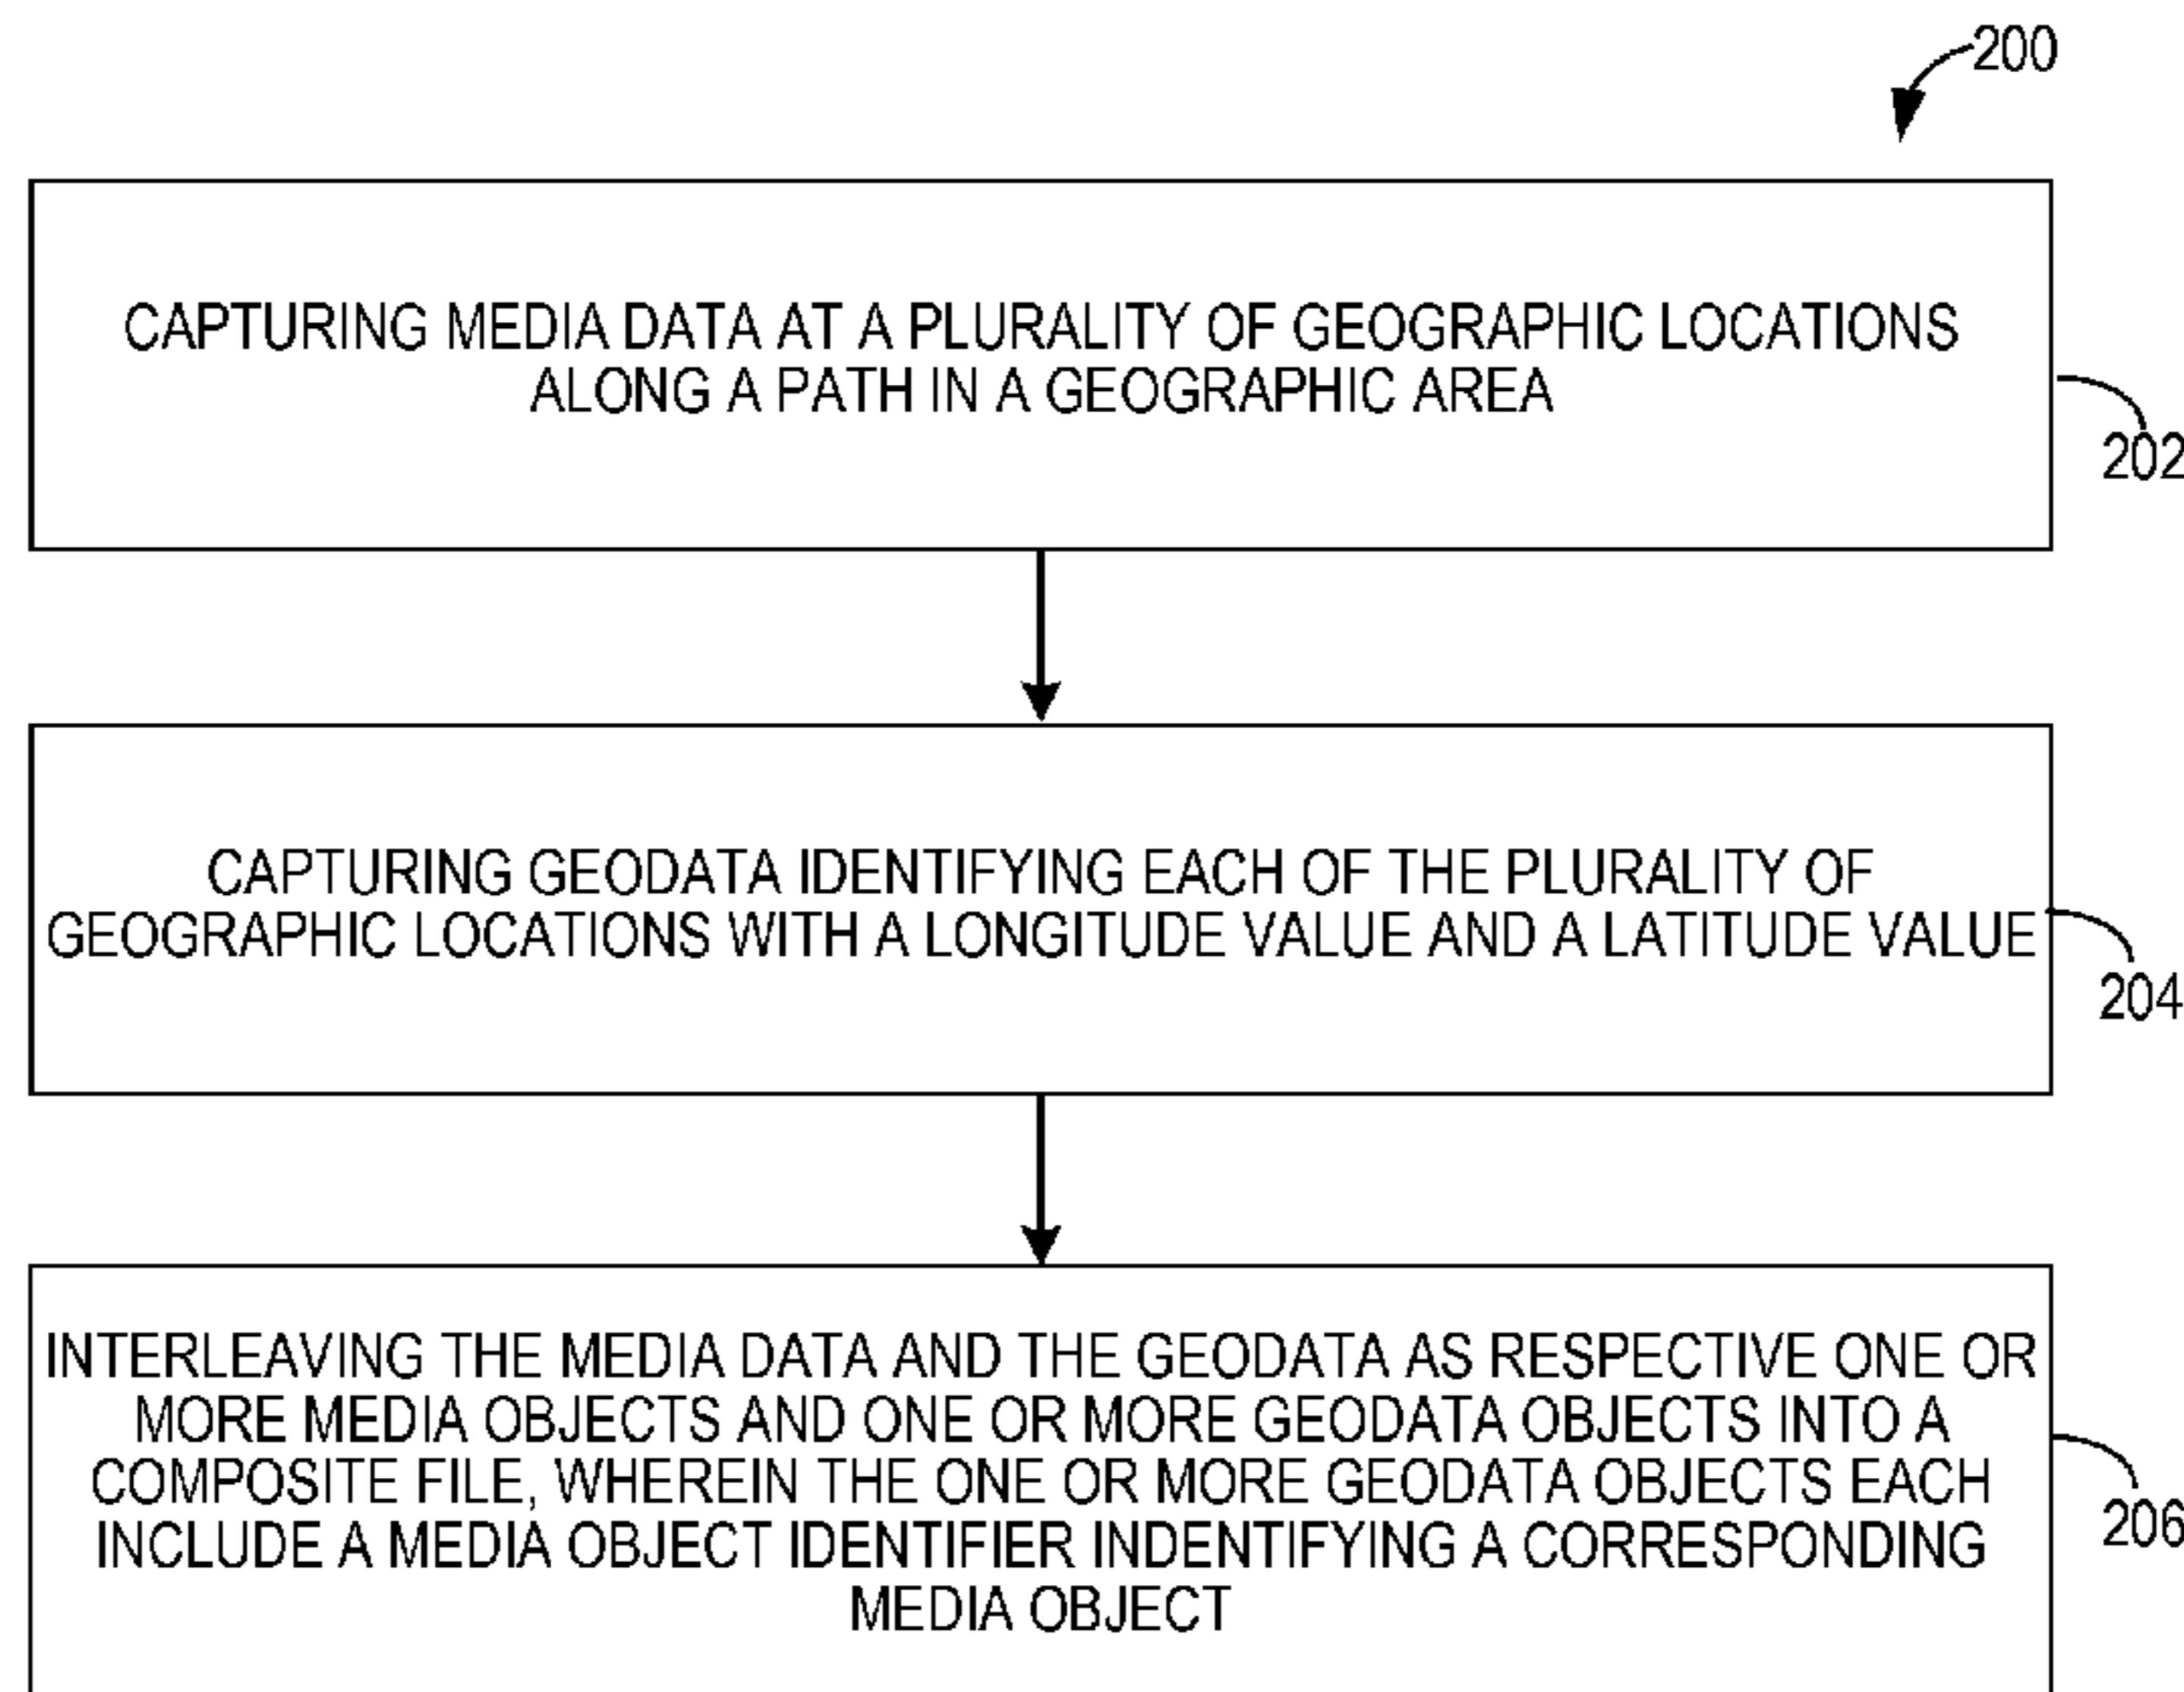 200
CAPTURING MEDIA DATA AT A PLURALITY OF GEOGRAPHIC LOCATIONS
ALONG A PATH IN A GEOGRAPHIC AREA
202
CAPTURING GEODATA IDENTIFYING EACH OF THE PLURALITY OF
GEOGRAPHIC LOCATIONS WITH A LONGITUDE VALUE AND A LATITUDE VALUE
204
INTERLEAVING THE MEDIA DATA AND THE GEODATA AS RESPECTIVE ONE OR
MORE MEDIA OBJECTS AND ONE OR MORE GEODATA OBJECTS INTO A
COMPOSITE FILE, WHEREIN THE ONE OR MORE GEODATA OBJECTS EACH
INCLUDE A MEDIA OBJECT IDENTIFIER INDENTIFYING A CORRESPONDING
MEDIA OBJECT
206